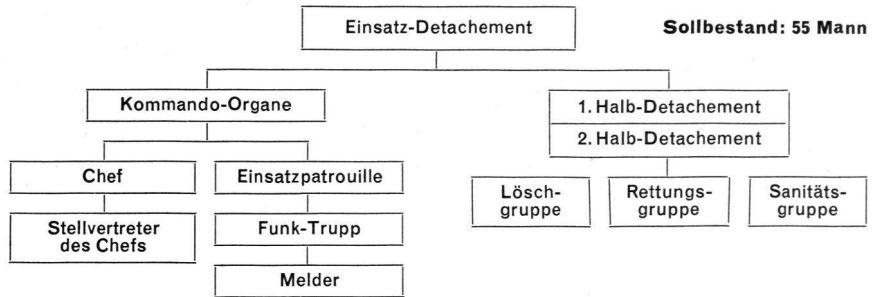 Einsatz-Detachement
Sollbestand: 55 Mann
Kommando-Organe
1. Halb-Detachement
2. Halb-Detachement
Chef
Einsatzpatrouille
Lösch-
gruppe
Rettungs-
gruppe
Sanitäts-
gruppe
Stellvertreter
des Chefs
Funk-Trupp
Melder